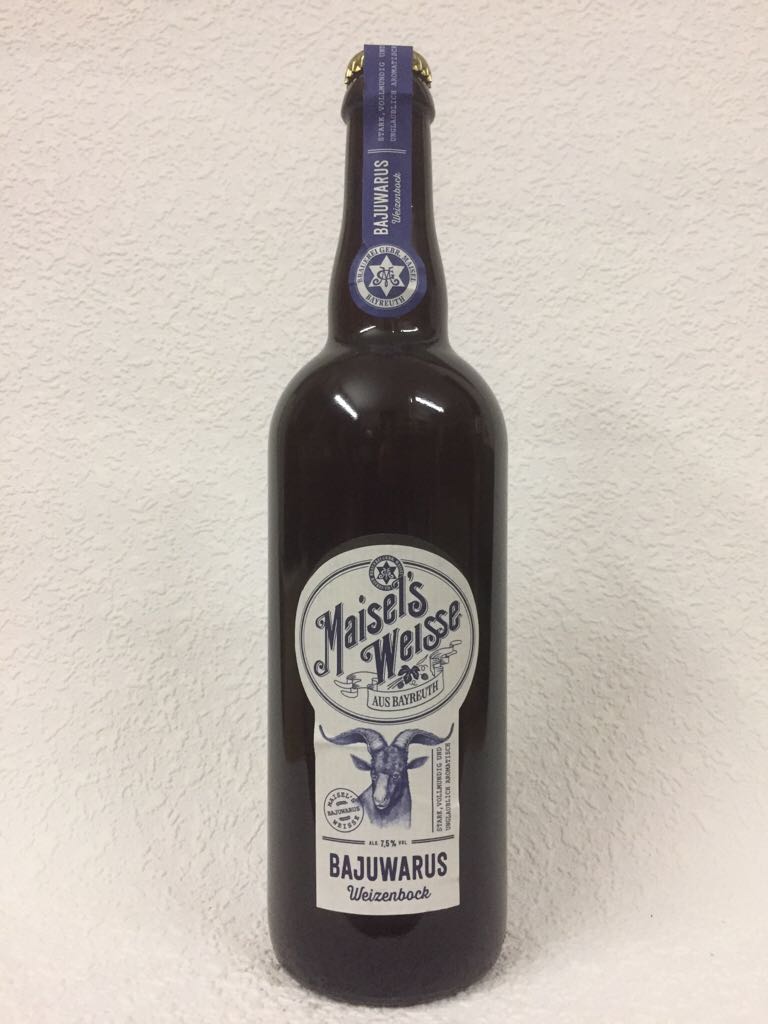 STARK, VOLLMUNDIG UND
UNGLAUBLICH AROMATISCH
BAJUWARUS
Weizenbock
BRAUEREI GEBR. MAISEL
BAYREUTH
Maisel's
Weisse
AUS BAYREUTH
STARK, VOLLMUNDIG UND
UNGLAUBLICH AROMATISCH
MAISEL'S
BAJUWARUS
WEISSE
ALK. 7,5% VOL.
BAJUWARUS
Weizenbock